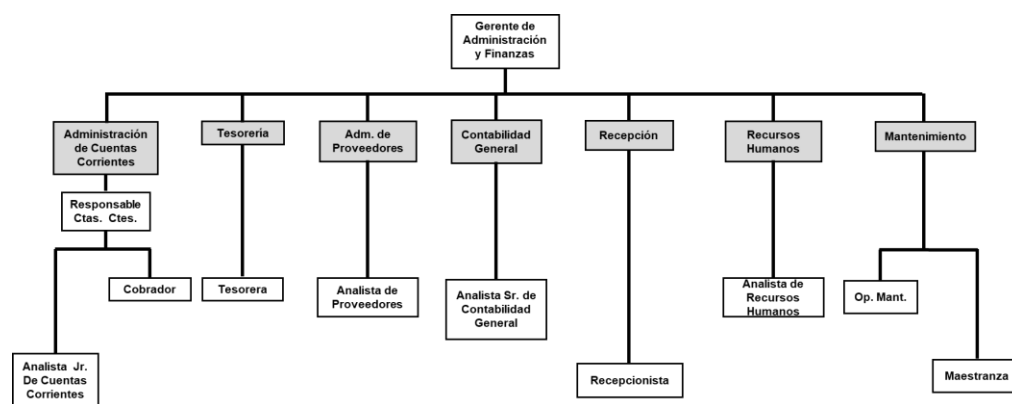 Gerente de
Administración
y Finanzas
Administración
de Cuentas
Corrientes
Tesoreria
Adm. de
Proveedores
Contabilidad
General
Recepción
Recursos
Humanos
Mantenimiento
Responsable
Ctas. Ctes.
Cobrador
Tesorera
Analista de
Proveedores
Analista Sr. de
Contabilidad
General
Analista de
Recursos
Humanos
Op. Mant.
Analista Jr.
De Cuentas
Corrientes
Recepcionista
Maestranza